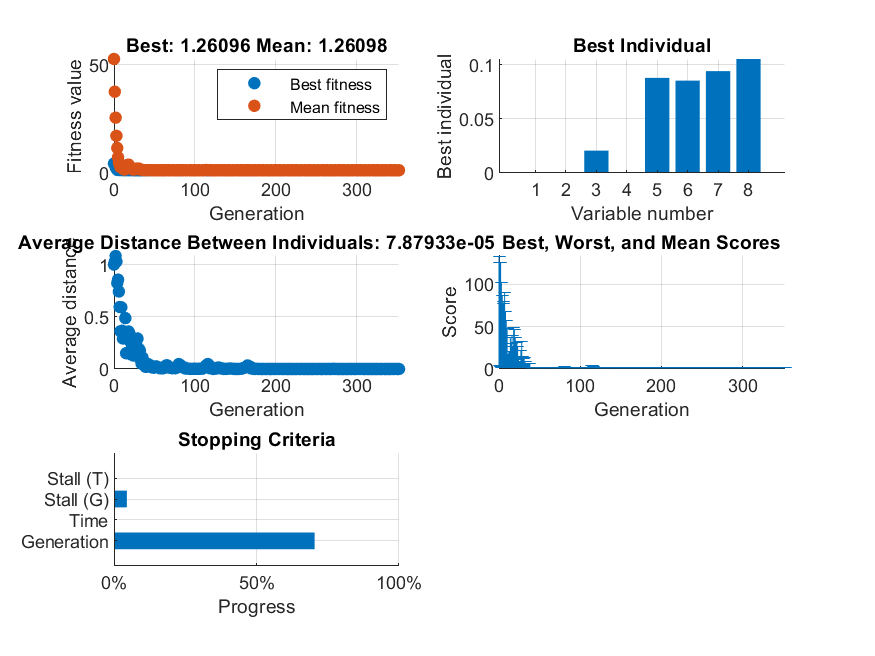 Best: 1.26096 Mean: 1.26098
Fitness value
50
0
Best fitness
Mean fitness
0 100 200 300
Generation
Best Individual
Best individual
0.1
0.05
0
1 2 3 4 5 6 7 8
Variable number
Average Distance Between Individuals: 7.87933e-05
Average distance
1
0.5
0
0 100 200 300
Generation
Best, Worst, and Mean Scores
Score
100
50
0
0 100 200 300
Generation
Stopping Criteria
Stall (T)
Stall (G)
Time
Generation
0% 50% 100%
Progress